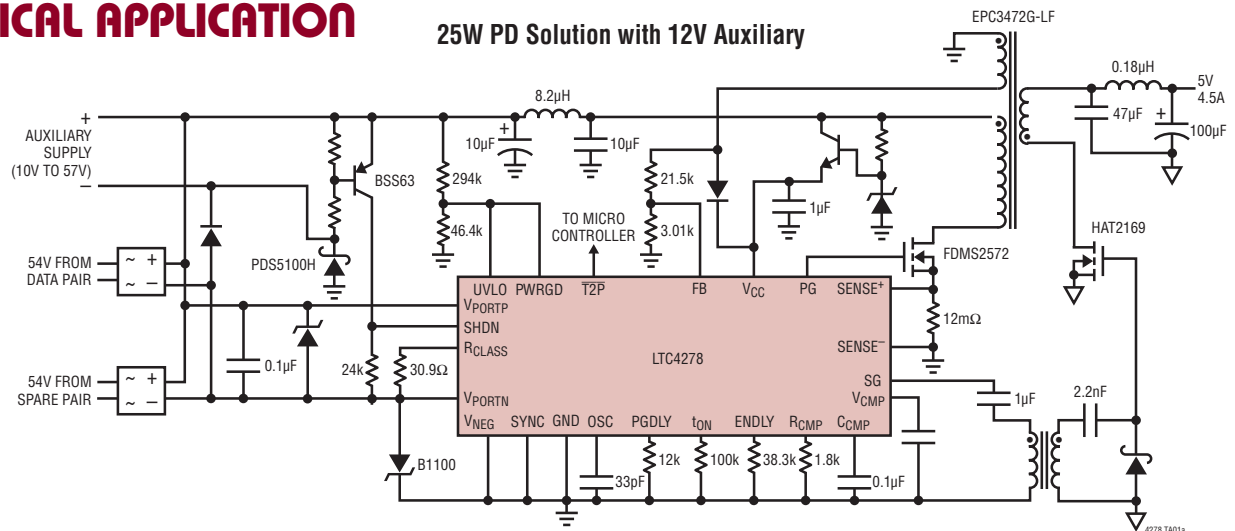 ICAL APPLICATION
25W PD Solution with 12V Auxiliary
EPC3472G-LF
+
AUXILIARY
SUPPLY
(10V TO 57V)
–
8.2µH
10µF
+
10µF
0.18µH
5V
4.5A
47µF
+
100µF
BSS63
294k
46.4k
21.5k
3.01k
1µF
TO MICRO
CONTROLLER
PDS5100H
FDMS2572
HAT2169
54V FROM
DATA PAIR
~ +
~ –
UVLO PWRGD T2P FB VCC PG SENSE+
VPORTP
SHDN
RCLASS
LTC4278
12mΩ
SENSE–
SG
VCMP
0.1µF
24k
30.9Ω
54V FROM
SPARE PAIR
~ +
~ –
VPORTN
VNEG SYNC GND OSC PGDLY tON ENDLY RCMP CCMP
1µF
2.2nF
B1100
33pF
12k
100k
38.3k
1.8k
0.1µF
4278 TA01a